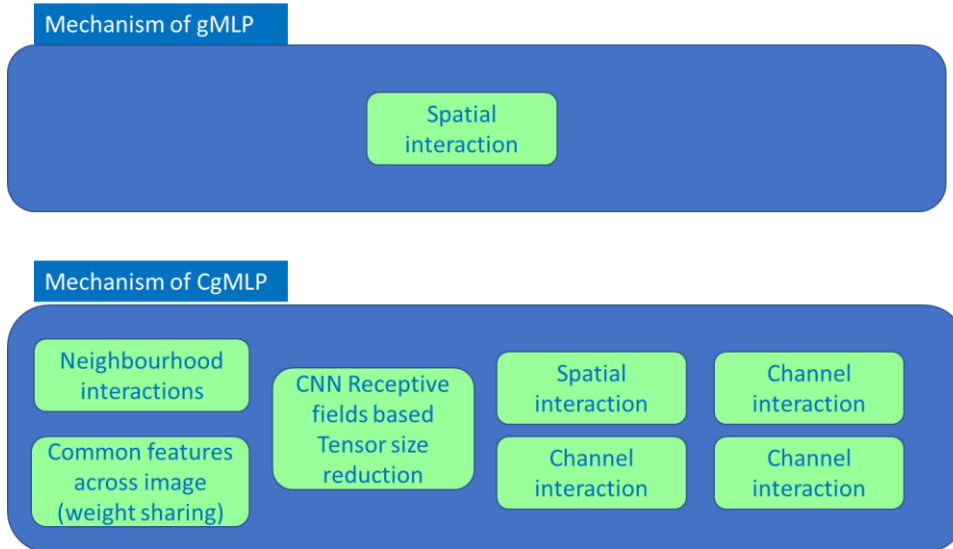 Mechanism of gMLP
Spatial
interaction
Mechanism of CgMLP
Neighbourhood
interactions
Common features
across image
(weight sharing)
CNN Receptive
fields based
Tensor size
reduction
Spatial
interaction
Channel
interaction
Channel
interaction
Channel
interaction